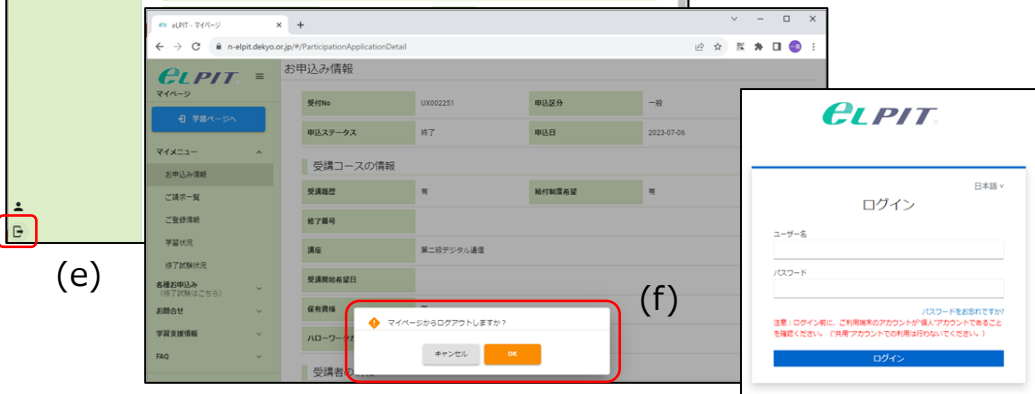 eLPIT - マイページ
n-elpit.dekyo.or.jp/#/ParticipationApplicationDetail
eLPIT
マイページ
学習ページへ
マイメニュー
お申込み情報
ご請求一覧
ご登録情報
学習状況
修了試験状況
各種お申込み
(修了試験はこちら)
お問合せ
学習支援情報
FAQ
お申込み情報
受付No UX002251 申込区分 一般
申込ステータス 終了 申込日 2023-07-06
受講コースの情報
受講履歴 有 給付制度希望 有
修了番号
講座 第二級デジタル通信
受講開始希望日
保有資格
ハローワーク
受講者の
マイページからログアウトしますか？
キャンセル OK
(e)
(f)
eLPIT
日本語
ログイン
ユーザー名
パスワード
パスワードをお忘れですか?
注意：ログイン前に、ご利用端末のアカウントが"個人"アカウントであること
を確認ください。("共用"アカウントでの利用は行わないでください。)
ログイン